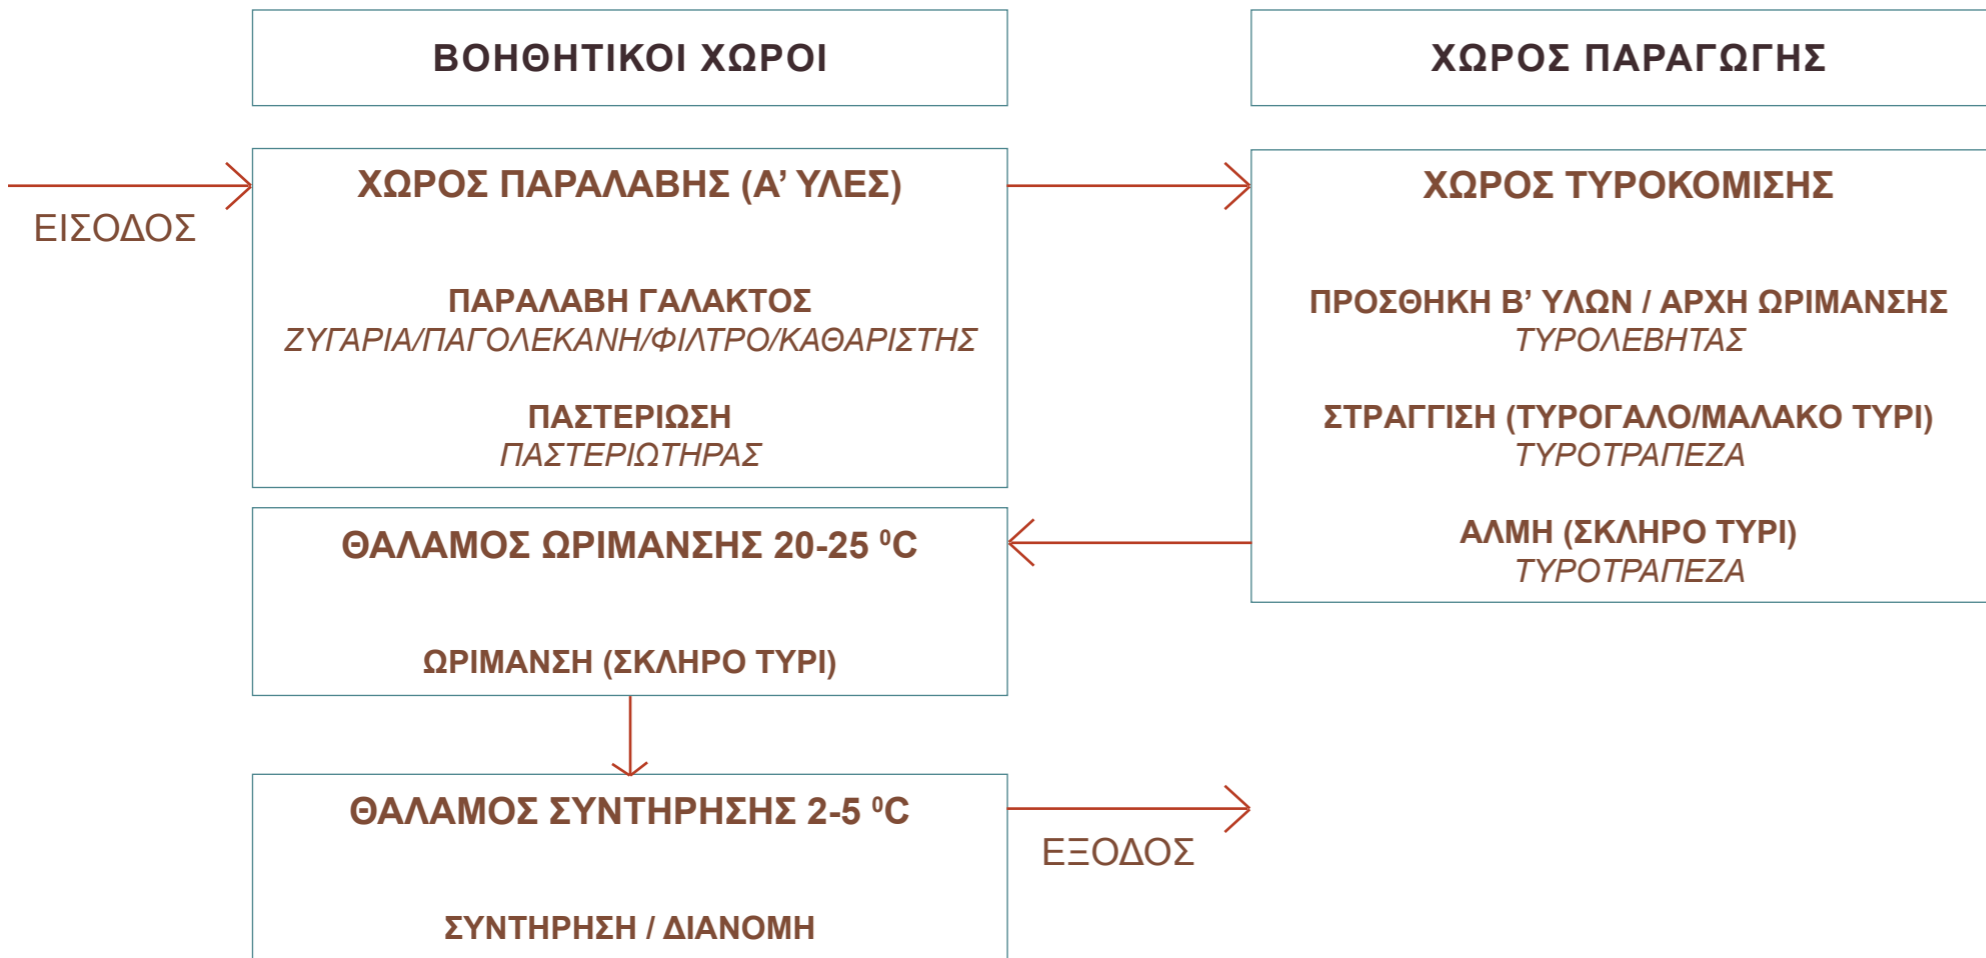 ΒΟΗΘΗΤΙΚΟΙ ΧΩΡΟΙ
ΧΩΡΟΣ ΠΑΡΑΓΩΓΗΣ
ΕΙΣΟΔΟΣ
ΧΩΡΟΣ ΠΑΡΑΛΑΒΗΣ (Α’ ΥΛΕΣ)
ΠΑΡΑΛΑΒΗ ΓΑΛΑΚΤΟΣ
ΖΥΓΑΡΙΑ/ΠΑΓΟΛΕΚΑΝΗ/ΦΙΛΤΡΟ/ΚΑΘΑΡΙΣΤΗΣ
ΠΑΣΤΕΡΙΩΣΗ
ΠΑΣΤΕΡΙΩΤΗΡΑΣ
ΧΩΡΟΣ ΤΥΡΟΚΟΜΙΣΗΣ
ΠΡΟΣΘΗΚΗ Β’ ΥΛΩΝ / ΑΡΧΗ ΩΡΙΜΑΝΣΗΣ
ΤΥΡΟΛΕΒΗΤΑΣ
ΣΤΡΑΓΓΙΣΗ (ΤΥΡΟΓΑΛΟ/ΜΑΛΑΚΟ ΤΥΡΙ)
ΤΥΡΟΤΡΑΠΕΖΑ
ΑΛΜΗ (ΣΚΛΗΡΟ ΤΥΡΙ)
ΤΥΡΟΤΡΑΠΕΖΑ
ΘΑΛΑΜΟΣ ΩΡΙΜΑΝΣΗΣ 20-25 ⁰C
ΩΡΙΜΑΝΣΗ (ΣΚΛΗΡΟ ΤΥΡΙ)
ΘΑΛΑΜΟΣ ΣΥΝΤΗΡΗΣΗΣ 2-5 ⁰C
ΣΥΝΤΗΡΗΣΗ / ΔΙΑΝΟΜΗ
ΕΞΟΔΟΣ